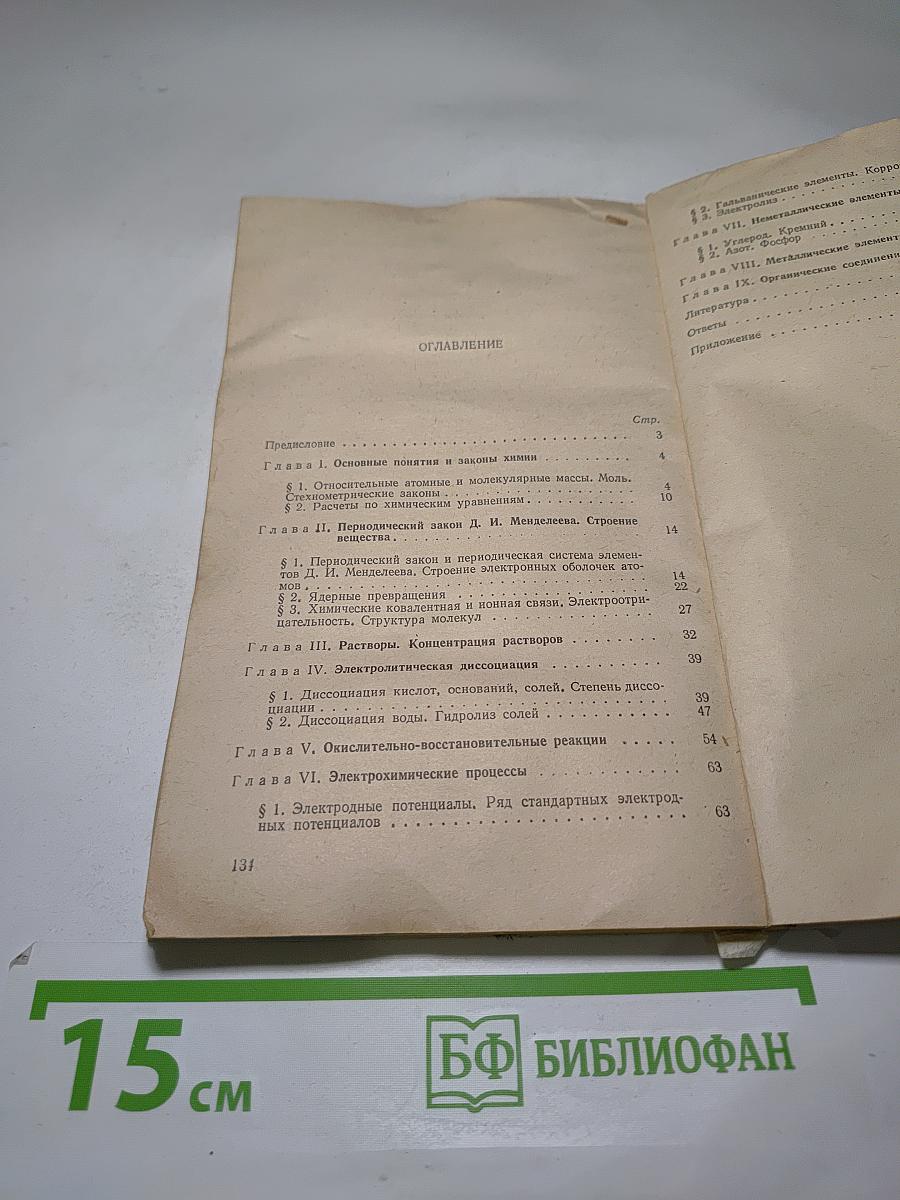 ОГЛАВЛЕНИЕ
Стр.
Предисловие . . . . . . . . . . . . . . . . . . . . . . . . . . . . . 3
Глава I. Основные понятия и законы химии . . . . . . . . . 4
§ 1. Относительные атомные и молекулярные массы. Моль.
Стехиометрические законы . . . . . . . . . . . . . . . . . . . 4
§ 2. Расчеты по химическим уравнениям . . . . . . . . . . . 10
Глава II. Периодический закон Д. И. Менделеева. Строение
вещества . . . . . . . . . . . . . . . . . . . . . . . . 14
§ 1. Периодический закон и периодическая система элемен-
тов Д. И. Менделеева. Строение электронных оболочек ато-
мов . . . . . . . . . . . . . . . . . . . . . . . . . . . . . . 14
§ 2. Ядерные превращения . . . . . . . . . . . . . . . . . . 22
§ 3. Химические ковалентная и ионная связи. Электроотри-
цательность. Структура молекул . . . . . . . . . . . . . . . 27
Глава III. Растворы. Концентрация растворов . . . . . . . . 32
Глава IV. Электролитическая диссоциация . . . . . . . . . . 39
§ 1. Диссоциация кислот, оснований, солей. Степень диссо-
циации . . . . . . . . . . . . . . . . . . . . . . . . . . . . 39
§ 2. Диссоциация воды. Гидролиз солей . . . . . . . . . . . 47
Глава V. Окислительно-восстановительные реакции . . . . . 54
Глава VI. Электрохимические процессы . . . . . . . . . . . . 63
§ 1. Электродные потенциалы. Ряд стандартных электрод-
ных потенциалов . . . . . . . . . . . . . . . . . . . . . . . 63
134
§ 2. Гальванические элементы. Корро
§ 3. Электролиз . . . . . . . . . .
Глава VII. Неметаллические элементы
§ 1. Углерод. Кремний . . . . . .
§ 2. Азот. Фосфор . . . . . . . .
Глава VIII. Металлические элемент
Глава IX. Органические соединени
Литература . . . . . . . . . . . .
Ответы . . . . . . . . . . . . . .
Приложение . . . . . . . . . . . .
15 см
БФ БИБЛИОФАН